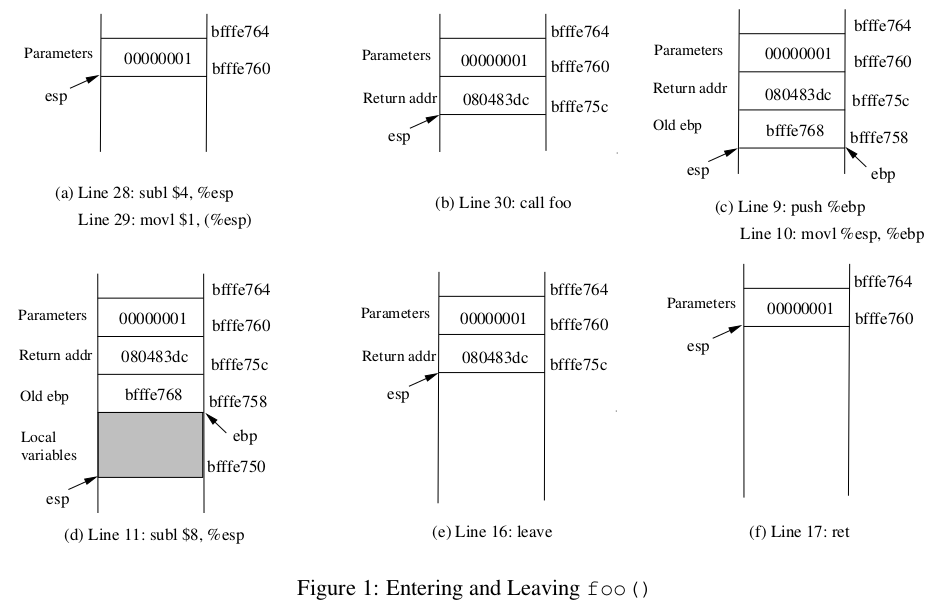 bfffe764
Parameters 00000001
bfffe760
esp
(a) Line 28: subl $4, %esp
Line 29: movl $1, (%esp)
bfffe764
Parameters 00000001
bfffe760
Return addr 080483dc
bfffe75c
esp
(b) Line 30: call foo
bfffe764
Parameters 00000001
bfffe760
Return addr 080483dc
bfffe75c
Old ebp bfffe768
bfffe758
esp ebp
(c) Line 9: push %ebp
Line 10: movl %esp, %ebp
bfffe764
Parameters 00000001
bfffe760
Return addr 080483dc
bfffe75c
Old ebp bfffe768
bfffe758
ebp
Local
variables
bfffe750
esp
(d) Line 11: subl $8, %esp
bfffe764
Parameters 00000001
bfffe760
Return addr 080483dc
bfffe75c
esp
(e) Line 16: leave
bfffe764
Parameters 00000001
bfffe760
esp
(f) Line 17: ret
Figure 1: Entering and Leaving foo()